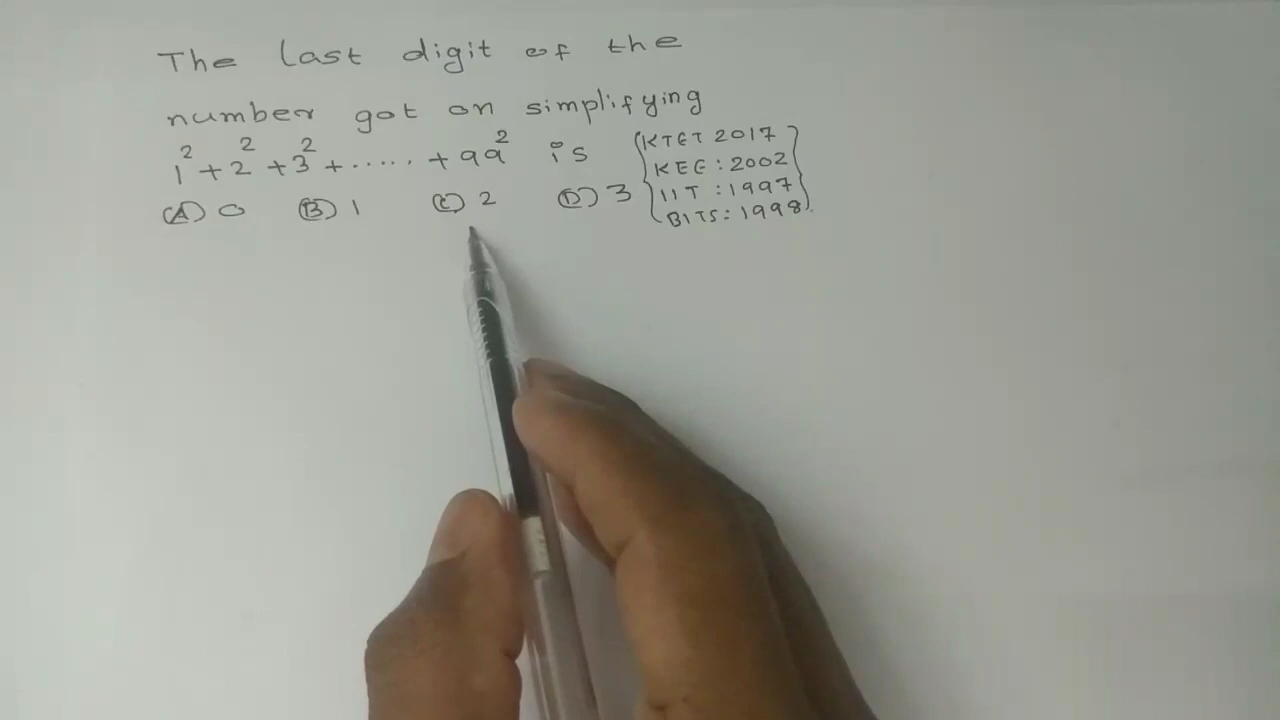 The last digit of the
number got on simplifying
1² + 2² + 3² + ..... + 99² is
(A) 0 (B) 1 (C) 2 (D) 3
(KTET 2017)
KEE : 2002
IIT : 1997
BITS : 1998